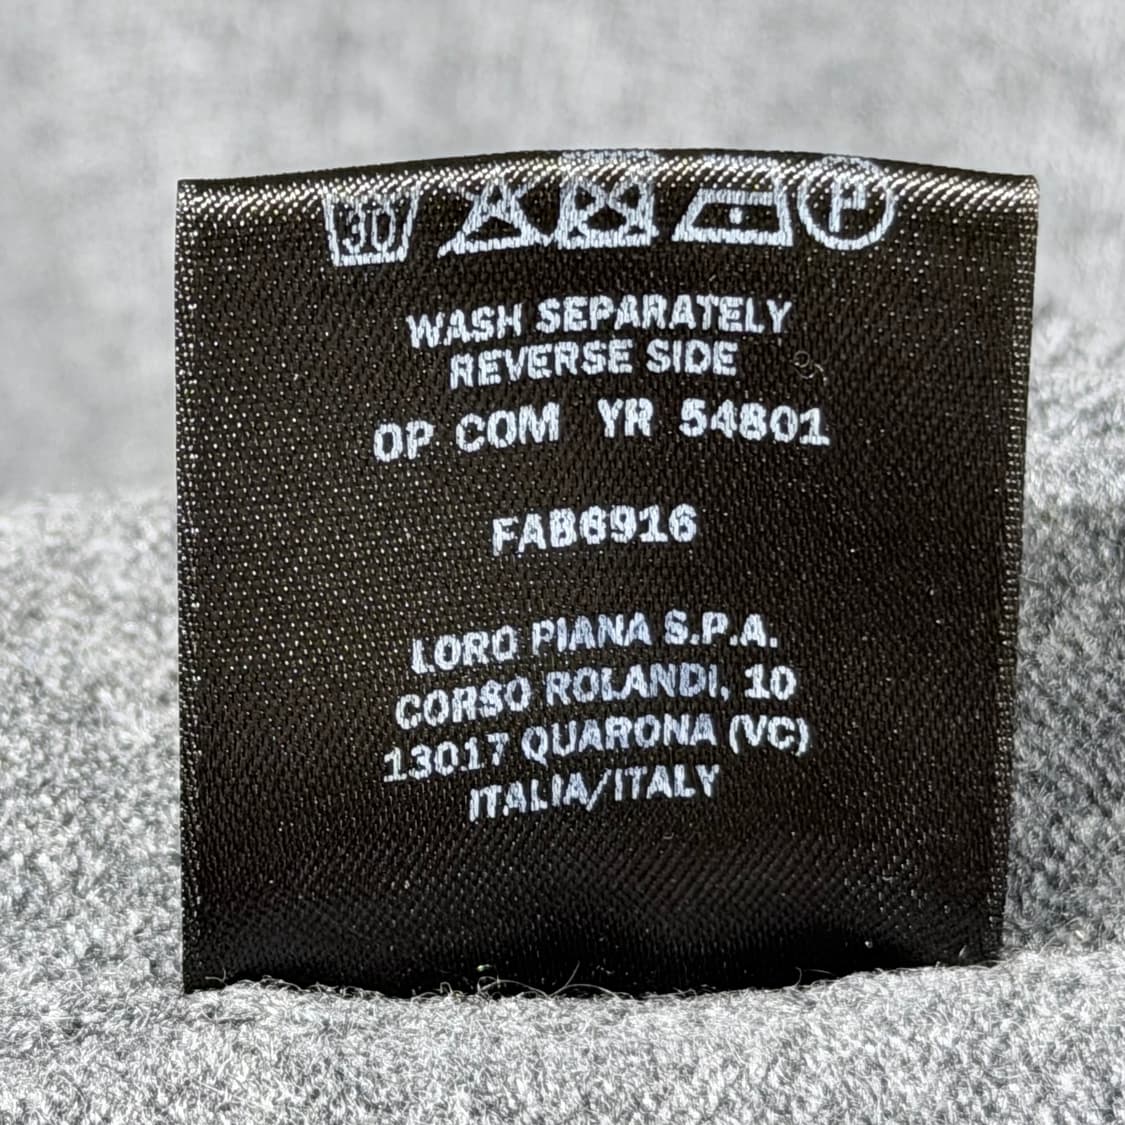 30 P
WASH SEPARATELY
REVERSE SIDE
OP COM YR 54801
FAB6916
LORO PIANA S.P.A.
CORSO ROLANDI, 10
13017 QUARONA (VC)
ITALIA/ITALY